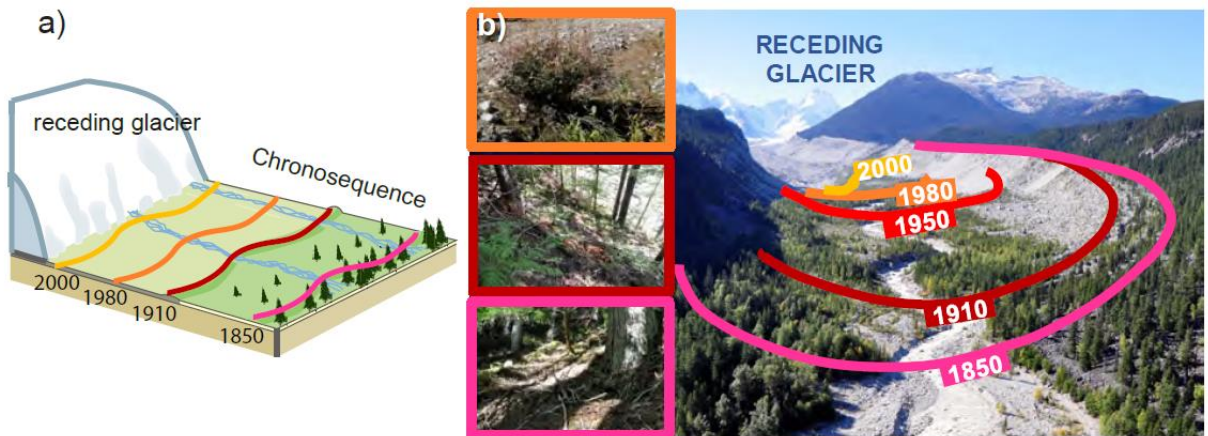 a)
receding glacier
Chronosequence
2000
1980
1910
1850
b)
RECEDING
GLACIER
2000
1980
1950
1910
1850